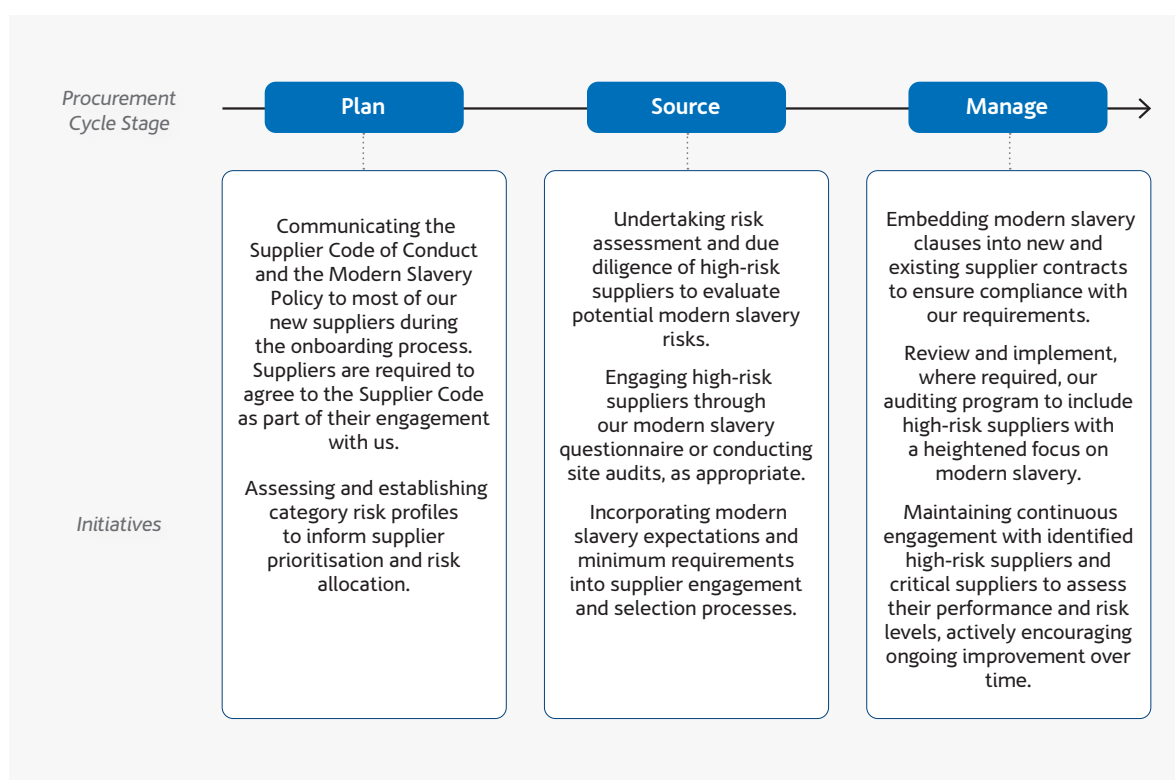 Procurement
Cycle Stage
Plan
Source
Manage
Communicating the
Supplier Code of Conduct
and the Modern Slavery
Policy to most of our
new suppliers during
the onboarding process.
Suppliers are required to
agree to the Supplier Code
as part of their engagement
with us.
Assessing and establishing
category risk profiles
to inform supplier
prioritisation and risk
allocation.
Undertaking risk
assessment and due
diligence of high-risk
suppliers to evaluate
potential modern slavery
risks.
Engaging high-risk
suppliers through
our modern slavery
questionnaire or conducting
site audits, as appropriate.
Incorporating modern
slavery expectations and
minimum requirements
into supplier engagement
and selection processes.
Embedding modern slavery
clauses into new and
existing supplier contracts
to ensure compliance with
our requirements.
Review and implement,
where required, our
auditing program to include
high-risk suppliers with
a heightened focus on
modern slavery.
Maintaining continuous
engagement with identified
high-risk suppliers and
critical suppliers to assess
their performance and risk
levels, actively encouraging
ongoing improvement over
time.
Initiatives